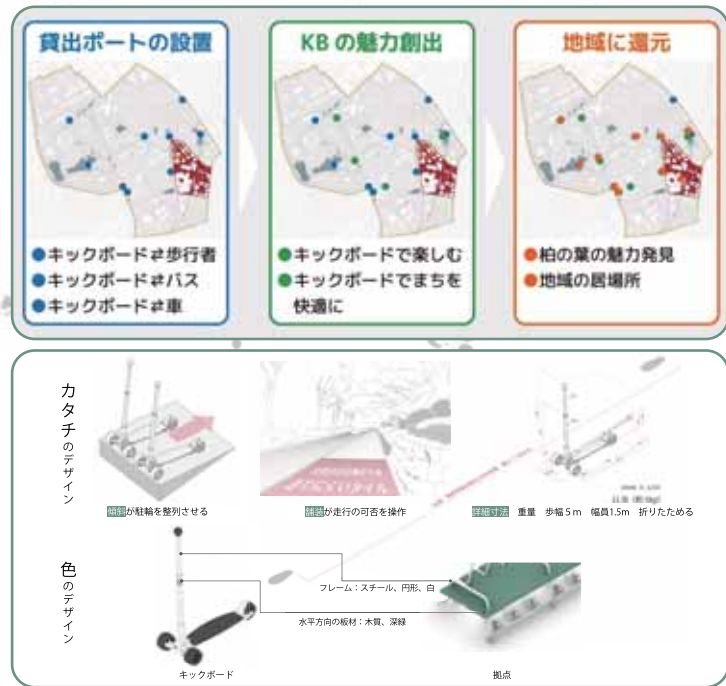 貸出ポートの設置
●キックボード⇄歩行者
●キックボード⇄バス
●キックボード⇄車
KBの魅力創出
●キックボードで楽しむ
●キックボードでまちを
快適に
地域に還元
●柏の葉の魅力発見
●地域の居場所
カタチのデザイン
傾斜が駐輪を整列させる
舗装が走行の可否を操作
詳細寸法 重量 歩幅5m 幅員1.5m 折りたためる
色のデザイン
フレーム：スチール、円形、白
水平方向の板材：木質、深緑
キックボード
拠点